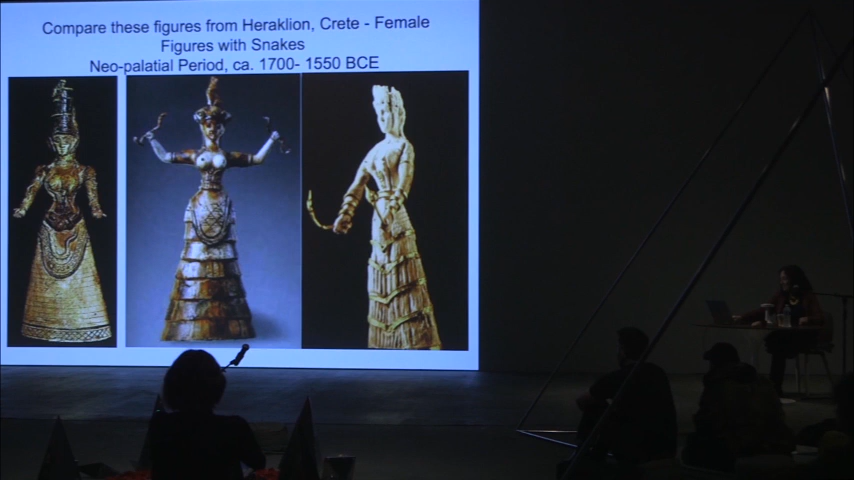 Compare these figures from Heraklion, Crete - Female
Figures with Snakes
Neo-palatial Period, ca. 1700- 1550 BCE